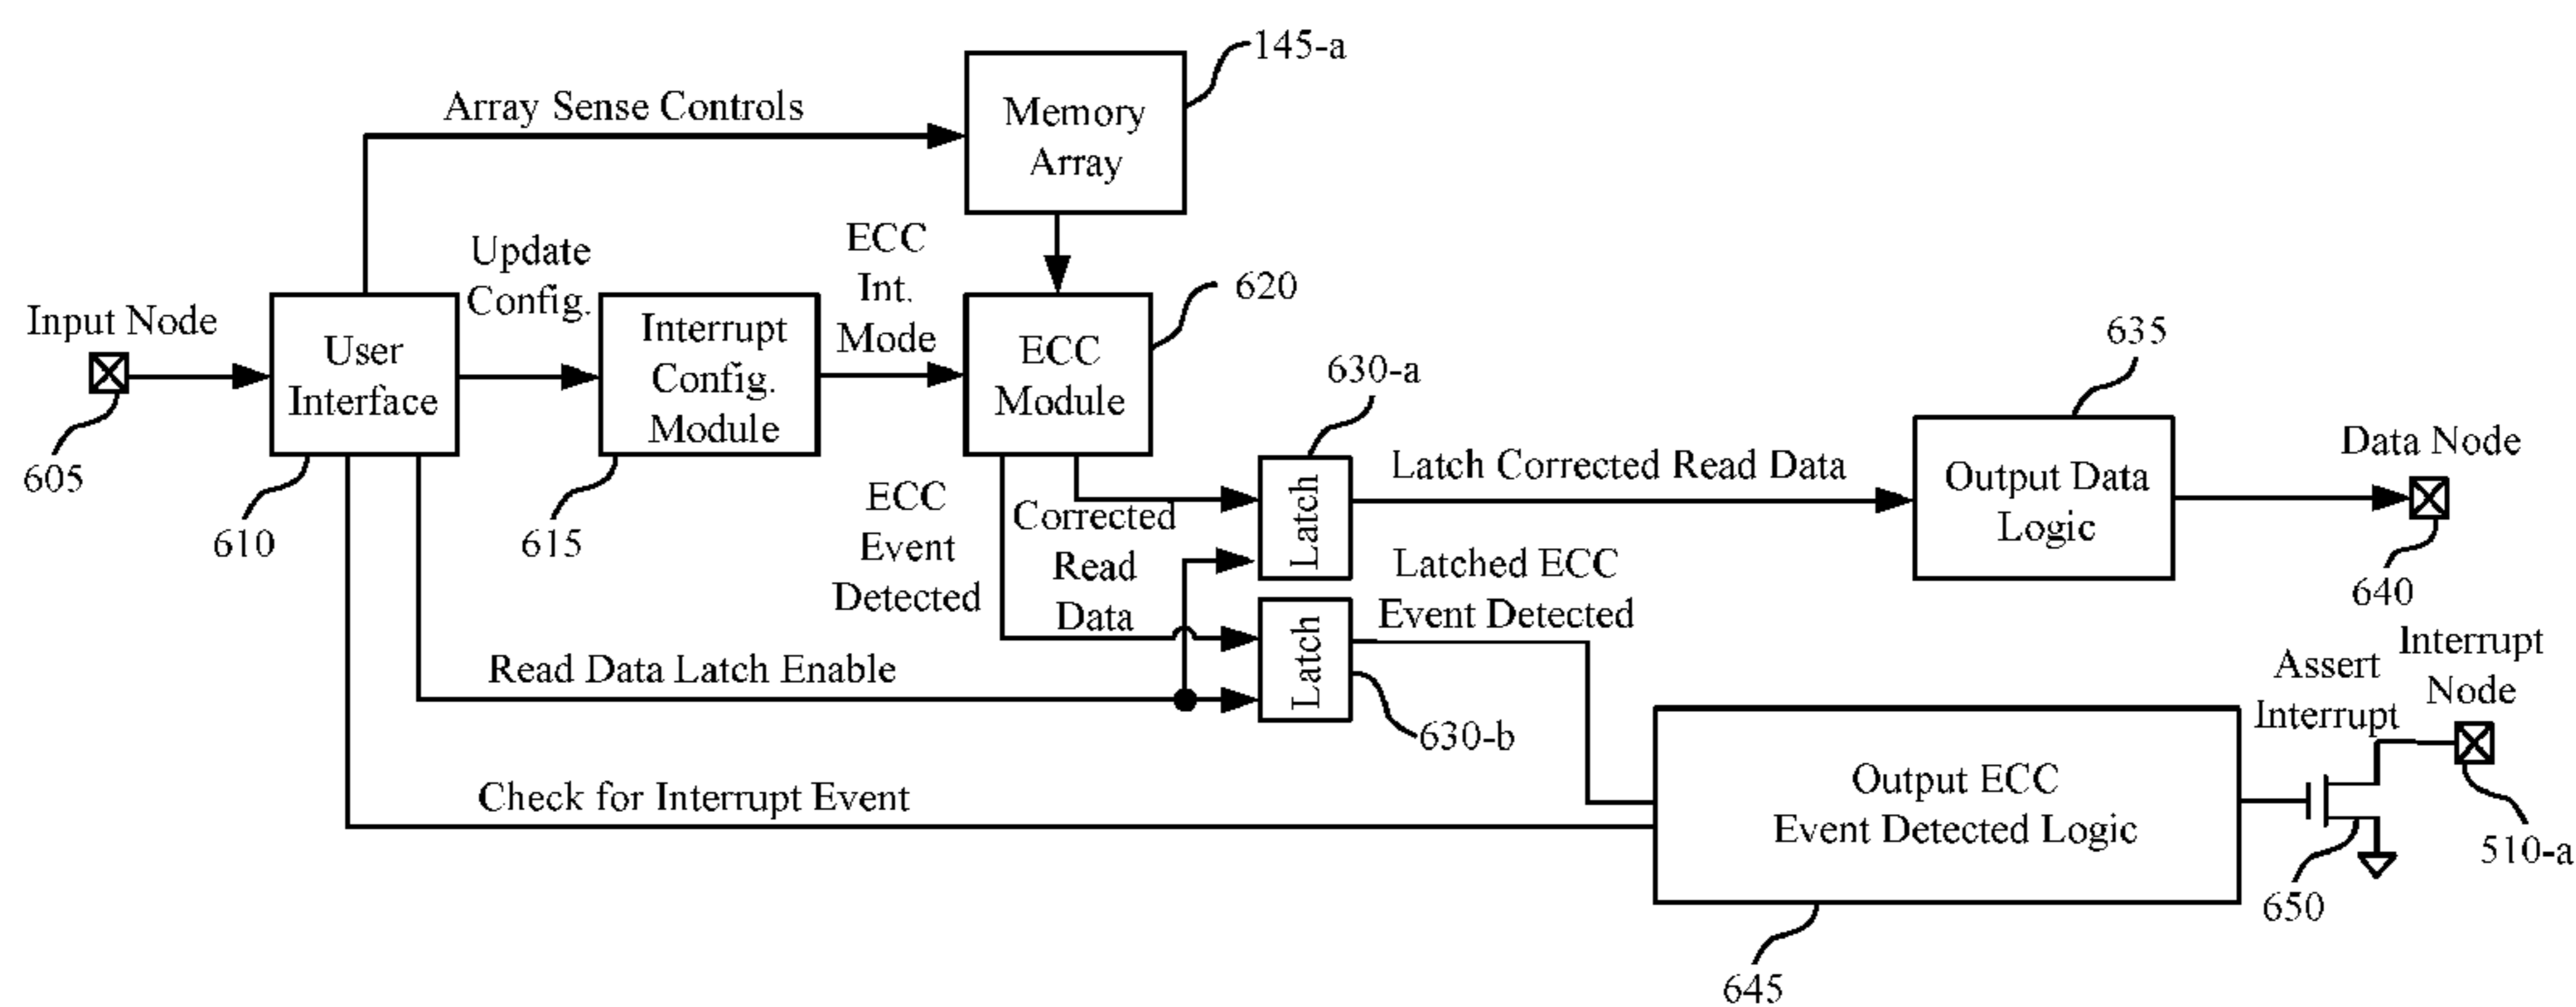 145-a
Array Sense Controls
Memory
Array
Update
Config.
ECC
Int.
Mode
620
Input Node
605
User
Interface
610
Interrupt
Config.
Module
615
ECC
Module
630-a
635
ECC
Event
Detected
Corrected
Read
Data
Latch
Latch Corrected Read Data
Output Data
Logic
Data Node
640
Latched ECC
Event Detected
Latch
630-b
Read Data Latch Enable
Check for Interrupt Event
Output ECC
Event Detected Logic
645
Assert
Interrupt
Interrupt
Node
510-a
650